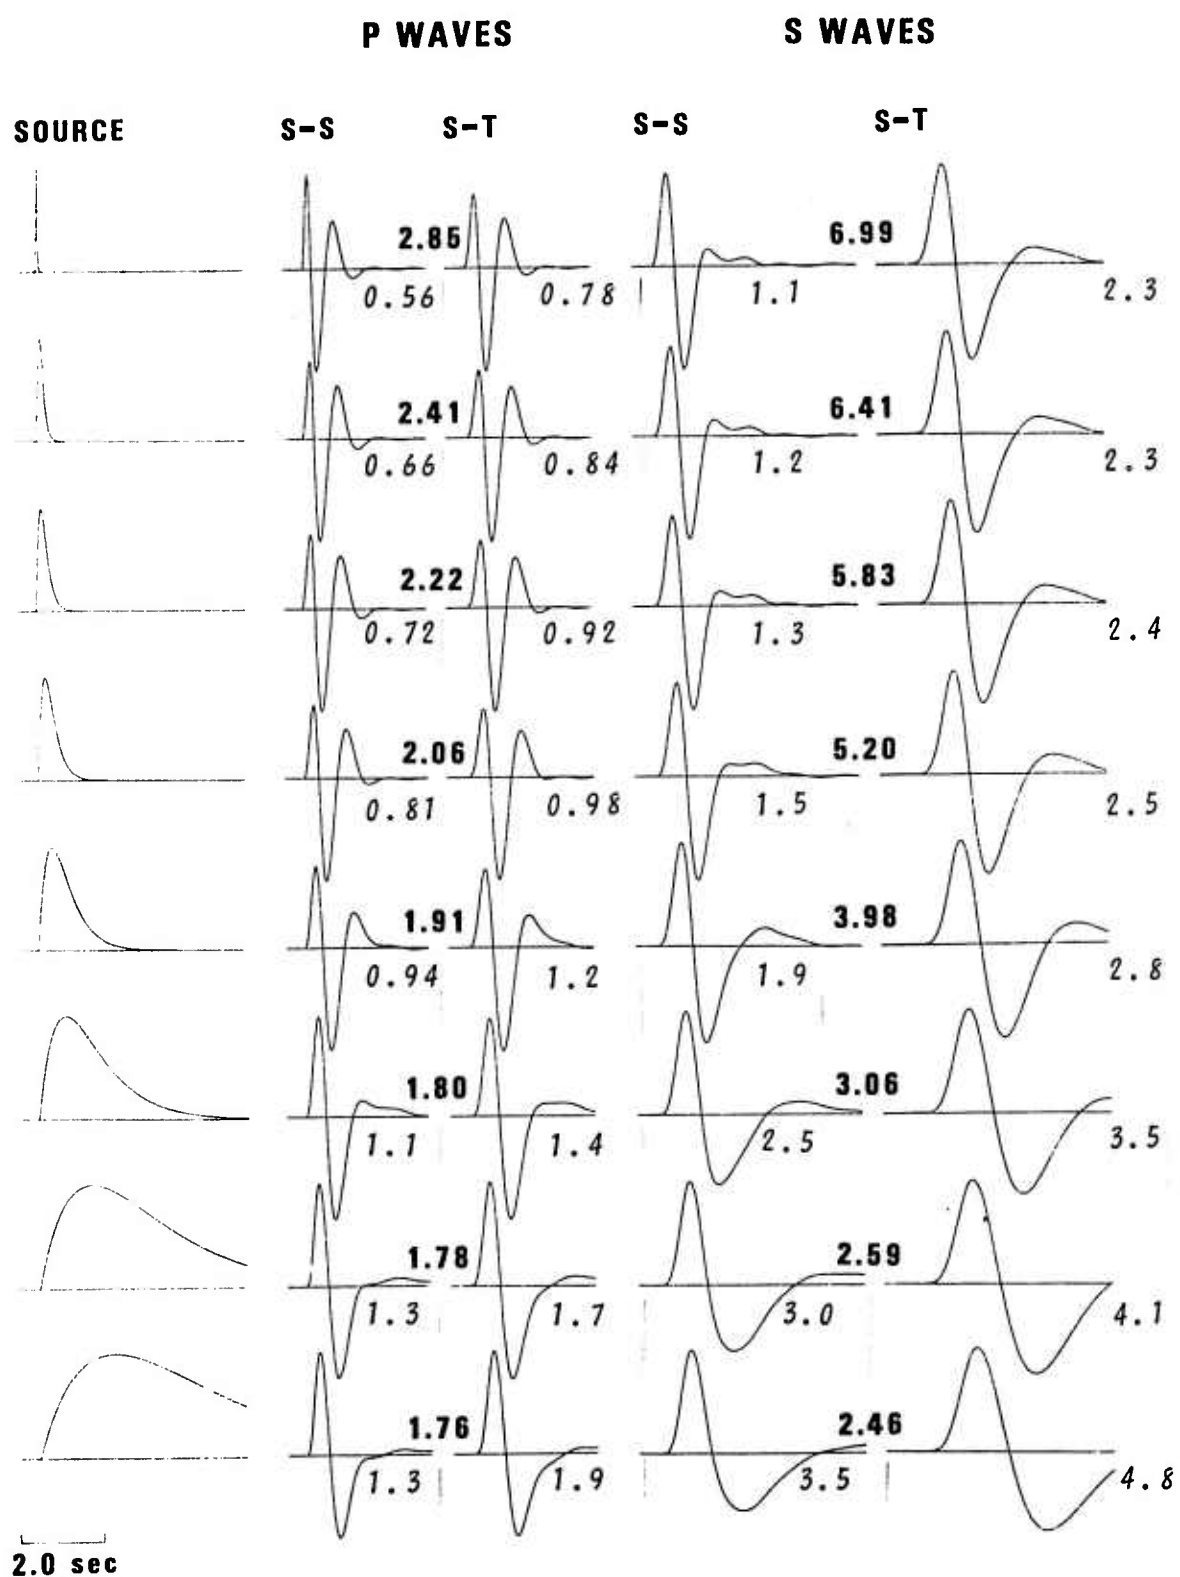 P WAVES S WAVES
SOURCE S-S S-T S-S S-T
2.85 6.99
0.56 0.78 1.1 2.3
2.41 6.41
0.66 0.84 1.2 2.3
2.22 5.83
0.72 0.92 1.3 2.4
2.06 5.20
0.81 0.98 1.5 2.5
1.91 3.98
0.94 1.2 1.9 2.8
1.80 3.06
1.1 1.4 2.5 3.5
1.78 2.59
1.3 1.7 3.0 4.1
1.76 2.46
1.3 1.9 3.5 4.8
2.0 sec